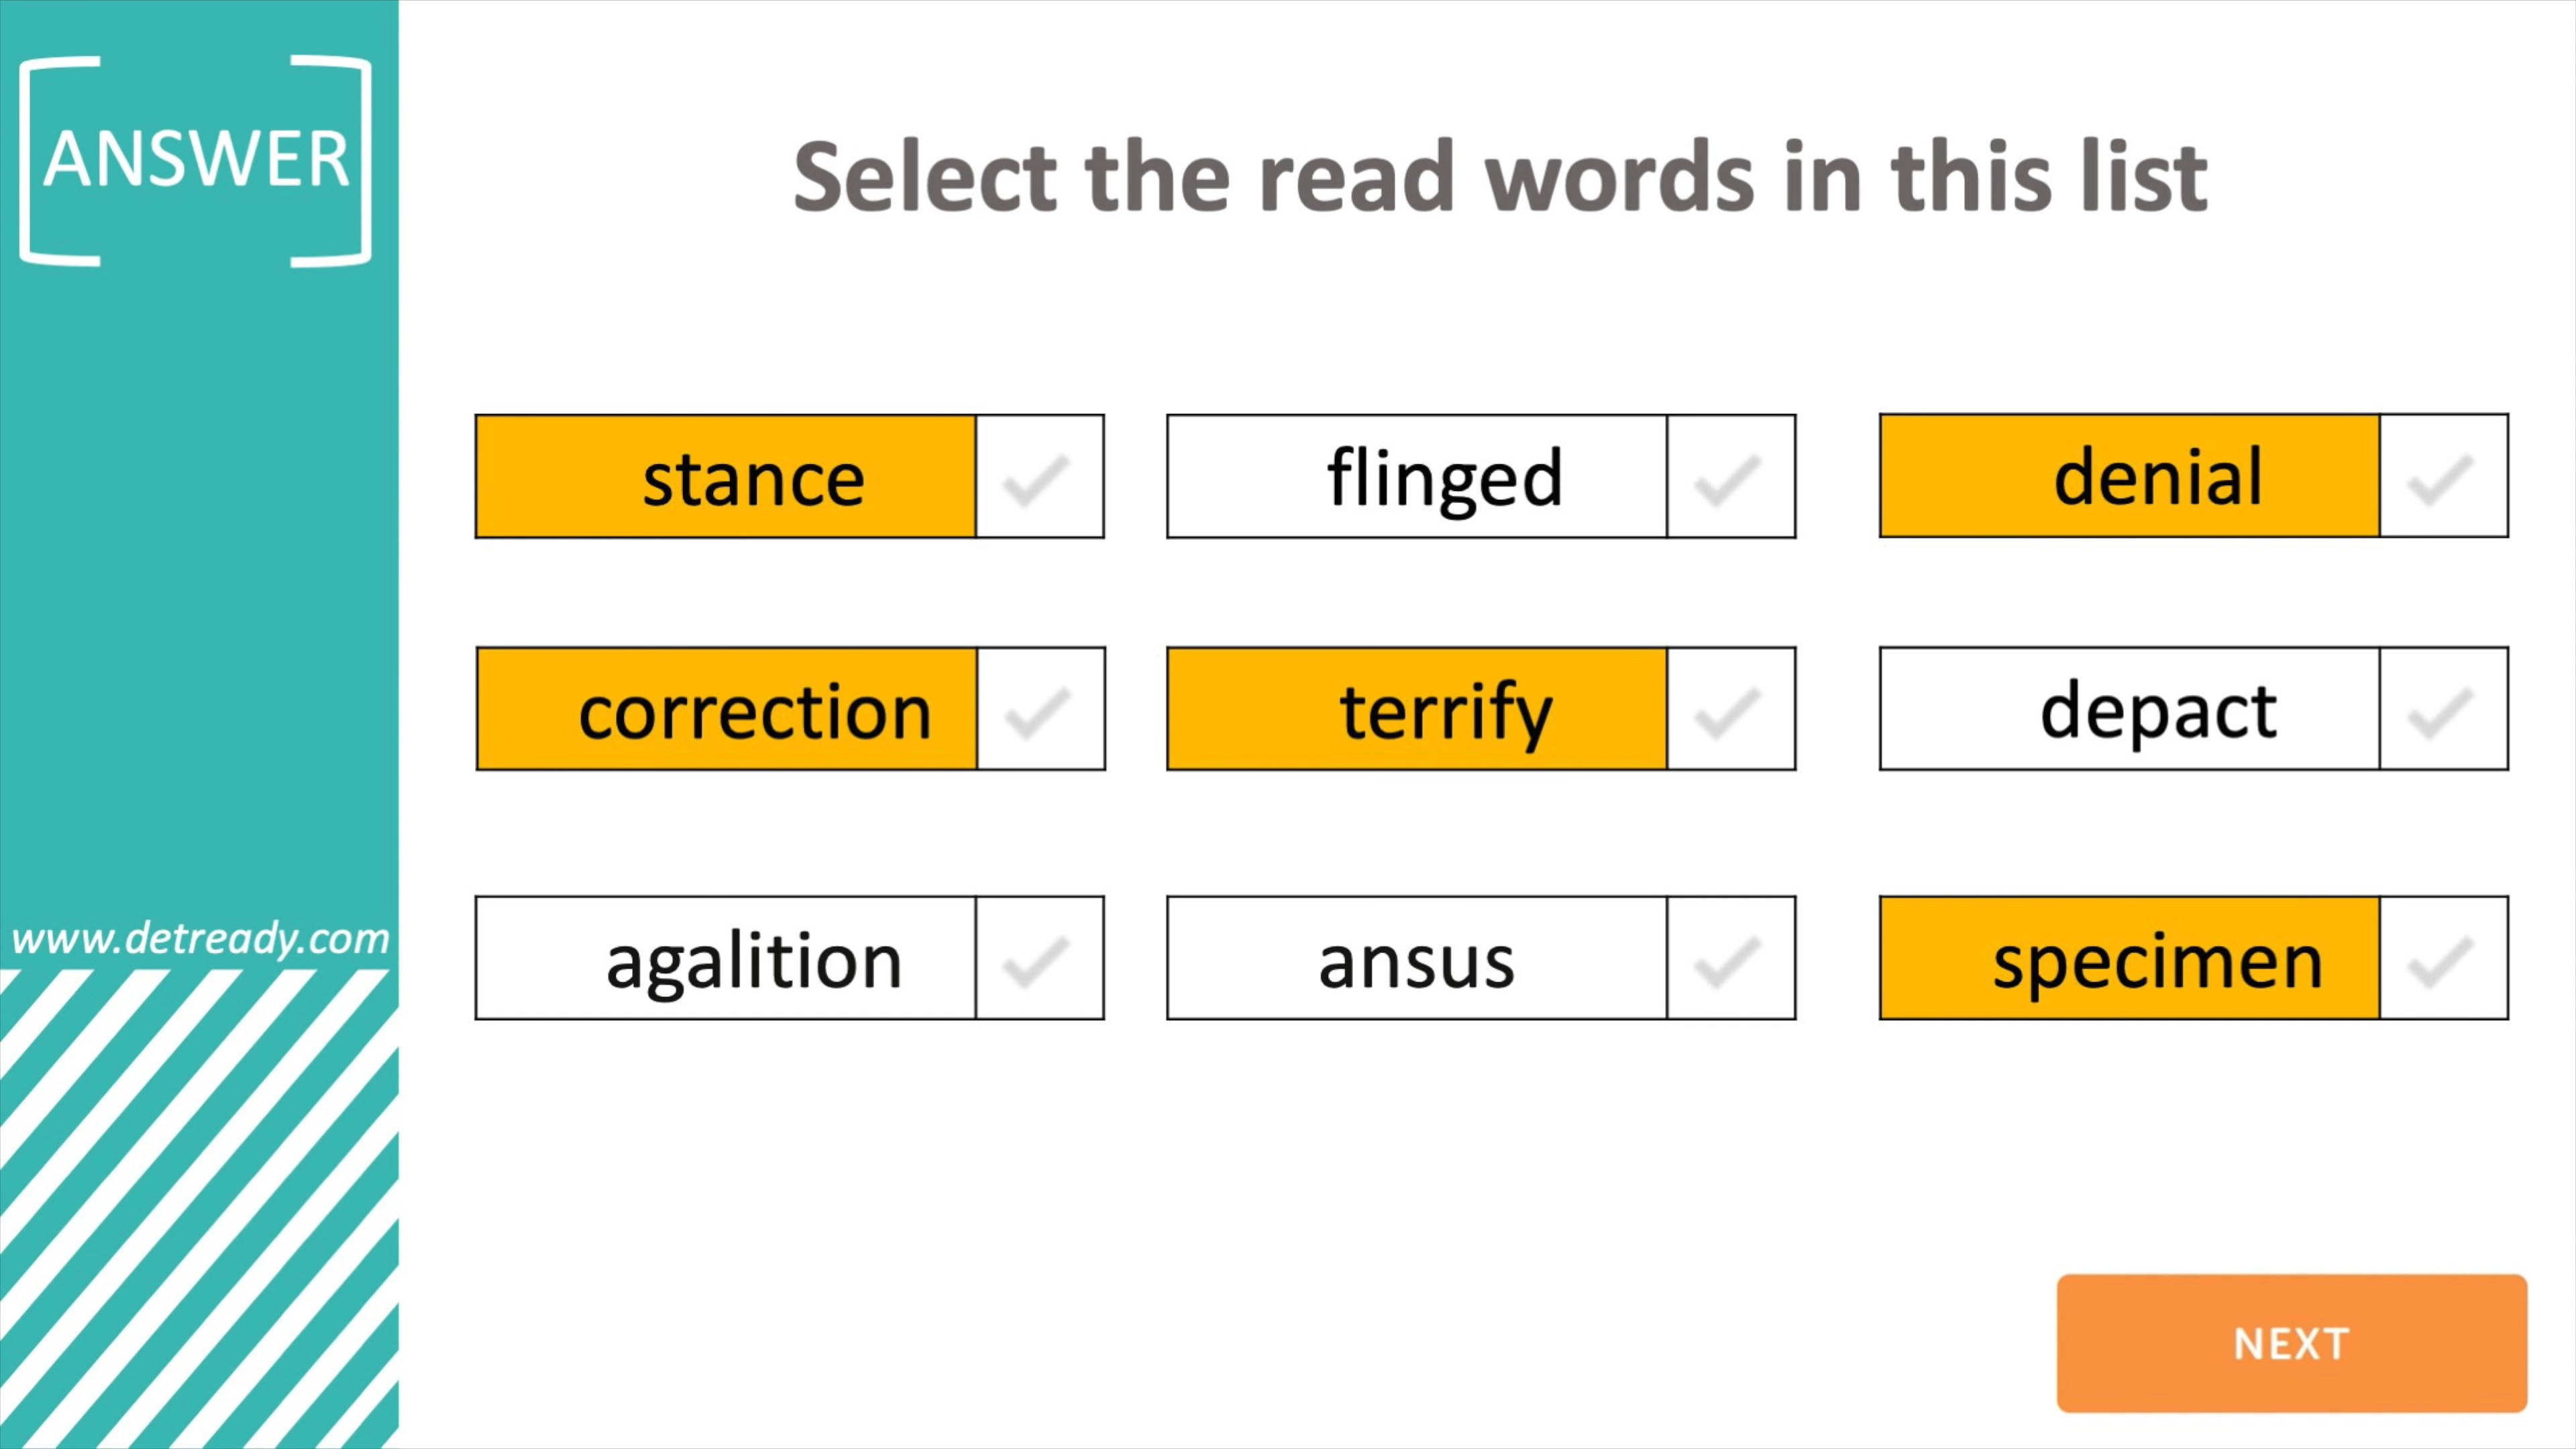 ANSWER
Select the read words in this list
stance
flinged
denial
correction
terrify
depact
agalition
ansus
specimen
www.detready.com
NEXT